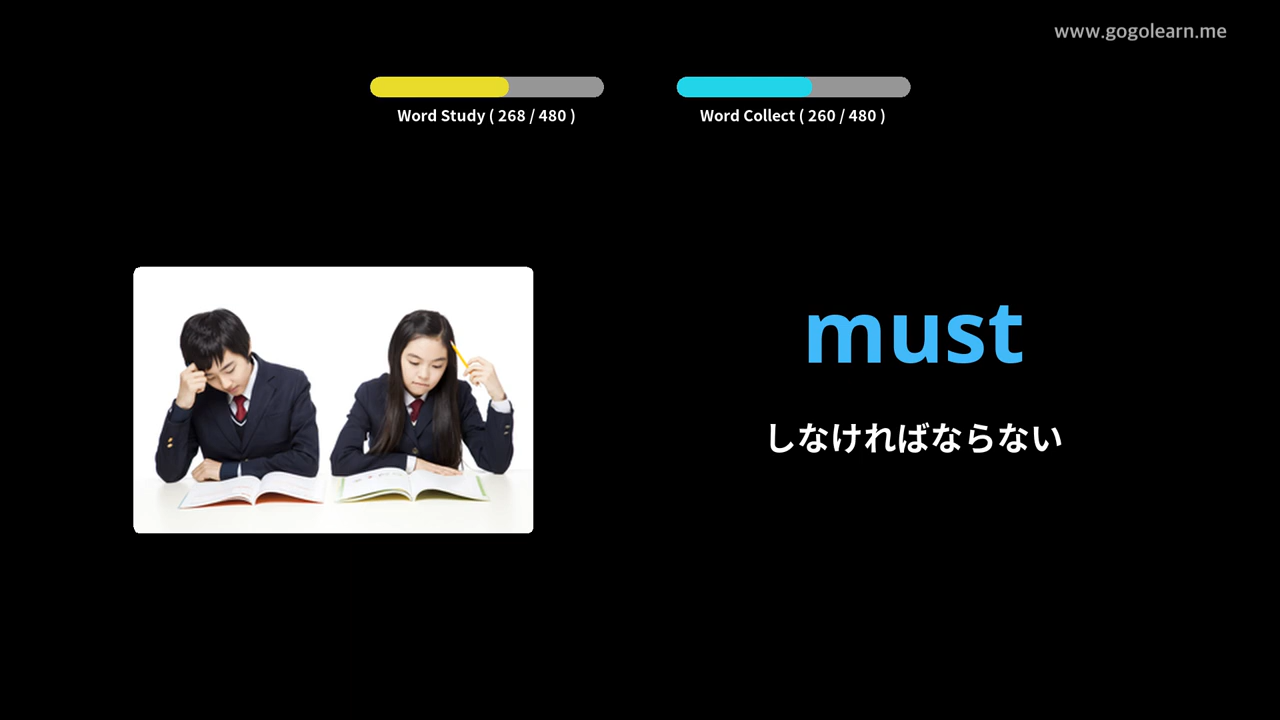 www.gogolearn.me
Word Study ( 268 / 480 )
Word Collect ( 260 / 480 )
must
しなければならない